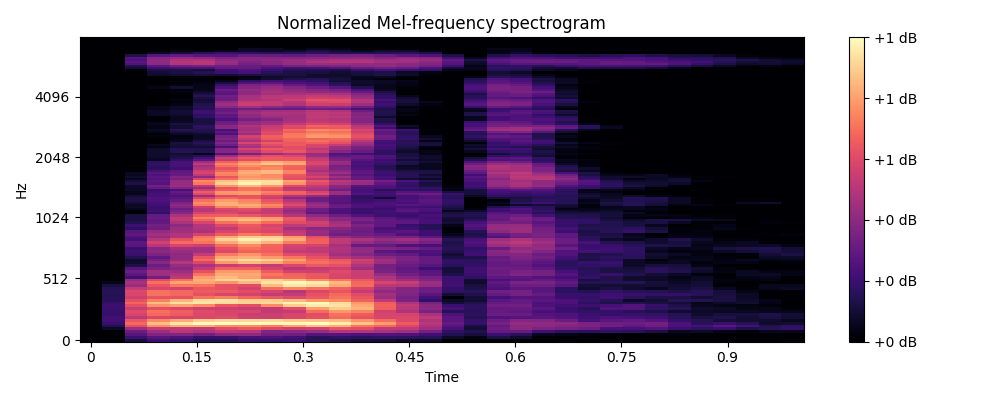 Normalized Mel-frequency spectrogram
Hz
4096
2048
1024
512
0
0
0.15
0.3
0.45
0.6
0.75
0.9
Time
+1 dB
+1 dB
+1 dB
+0 dB
+0 dB
+0 dB